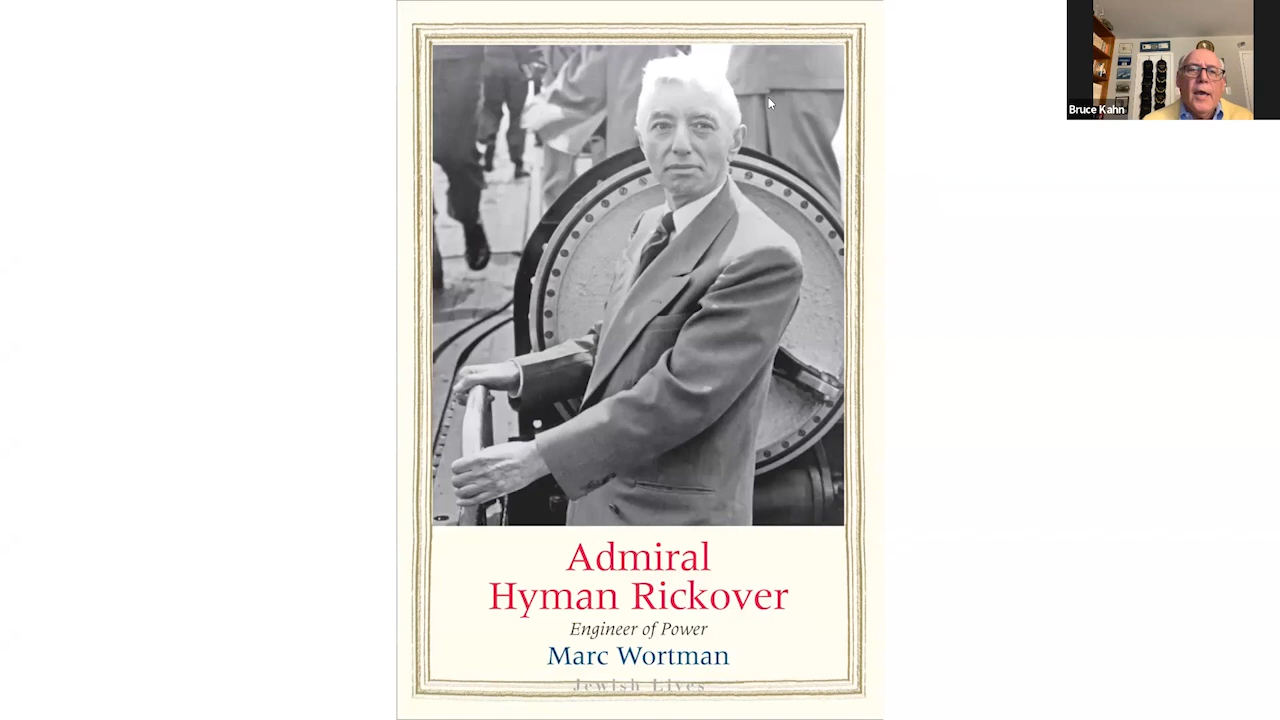 Bruce Kahn
Admiral
Hyman Rickover
Engineer of Power
Marc Wortman
Jewish Lives